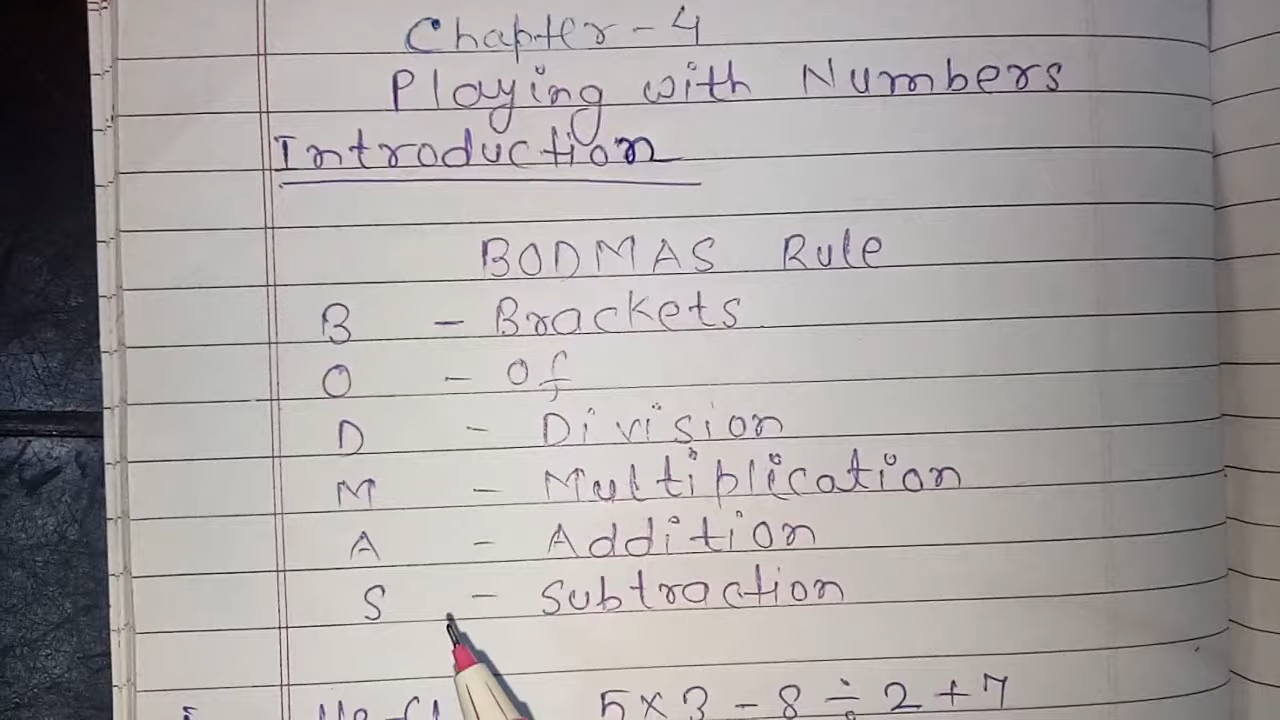 Chapter - 4
Playing with Numbers
Introduction
BODMAS Rule
B - Brackets
O - Of
D - Division
M - Multiplication
A - Addition
S - Subtraction
5 × 3 - 8 ÷ 2 + 7